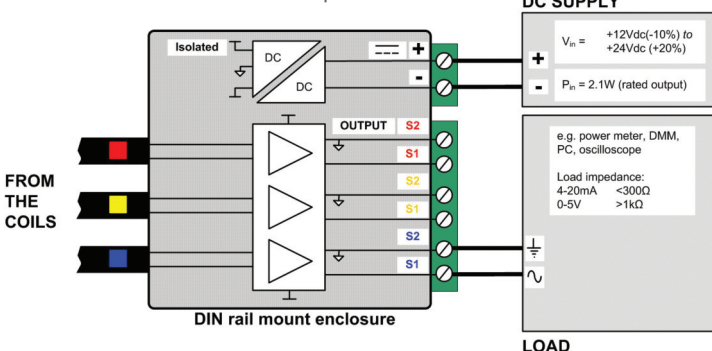 DC SUPPLY
Isolated
DC
DC
+
-
+
-
Vin = +12Vdc(-10%) to
+24Vdc (+20%)
Pin = 2.1W (rated output)
OUTPUT S2
S1
S2
S1
S2
S1
FROM
THE
COILS
e.g. power meter, DMM,
PC, oscilloscope
Load impedance:
4-20mA <300Ω
0-5V >1kΩ
DIN rail mount enclosure
LOAD